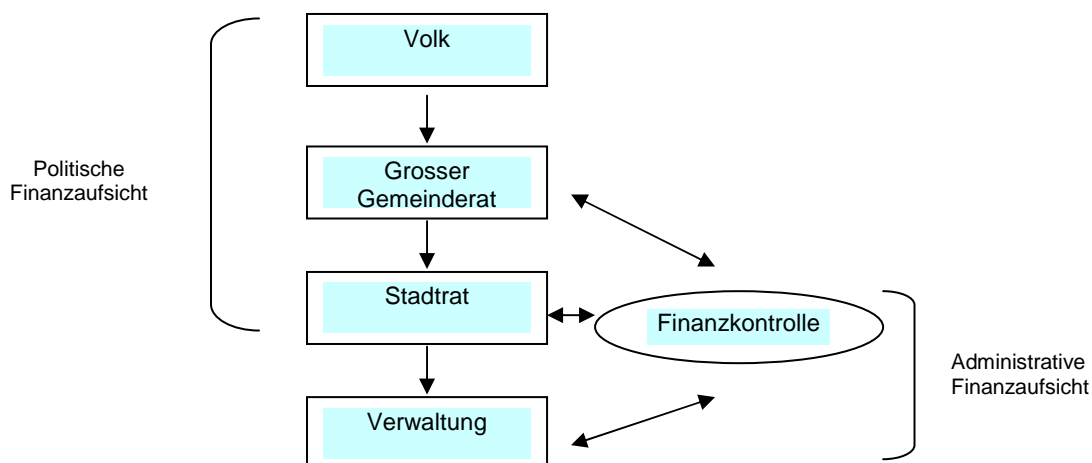 Volk
Politische
Finanzaufsicht
Grosser
Gemeinderat
Stadtrat
Finanzkontrolle
Administrative
Finanzaufsicht
Verwaltung